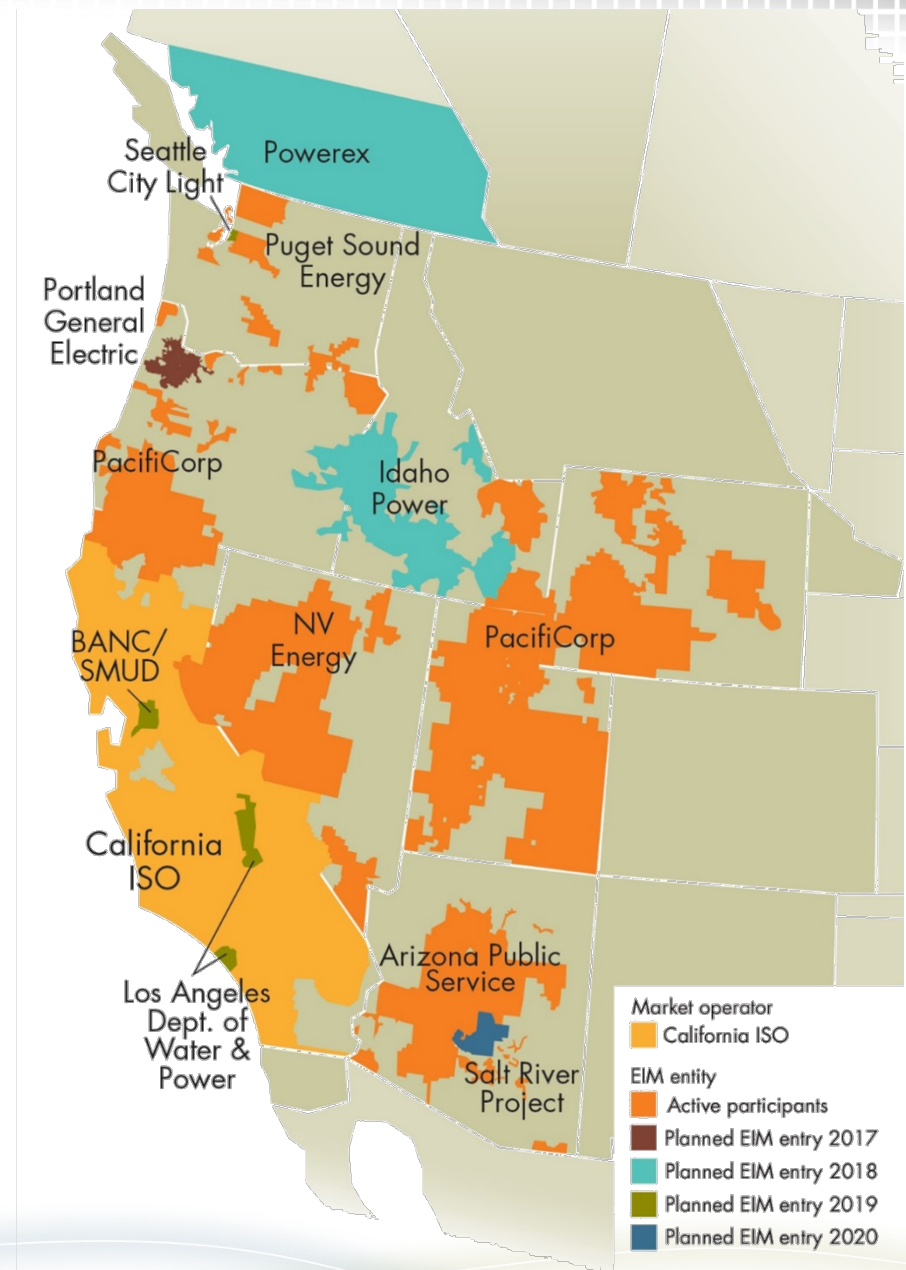 Seattle
City Light
Powerex
Puget Sound
Energy
Portland
General
Electric
PacifiCorp
Idaho
Power
BANC/
SMUD
NV
Energy
PacifiCorp
California
ISO
Los Angeles
Dept. of
Water &
Power
Arizona Public
Service
Salt River
Project
Market operator
California ISO
EIM entity
Active participants
Planned EIM entry 2017
Planned EIM entry 2018
Planned EIM entry 2019
Planned EIM entry 2020